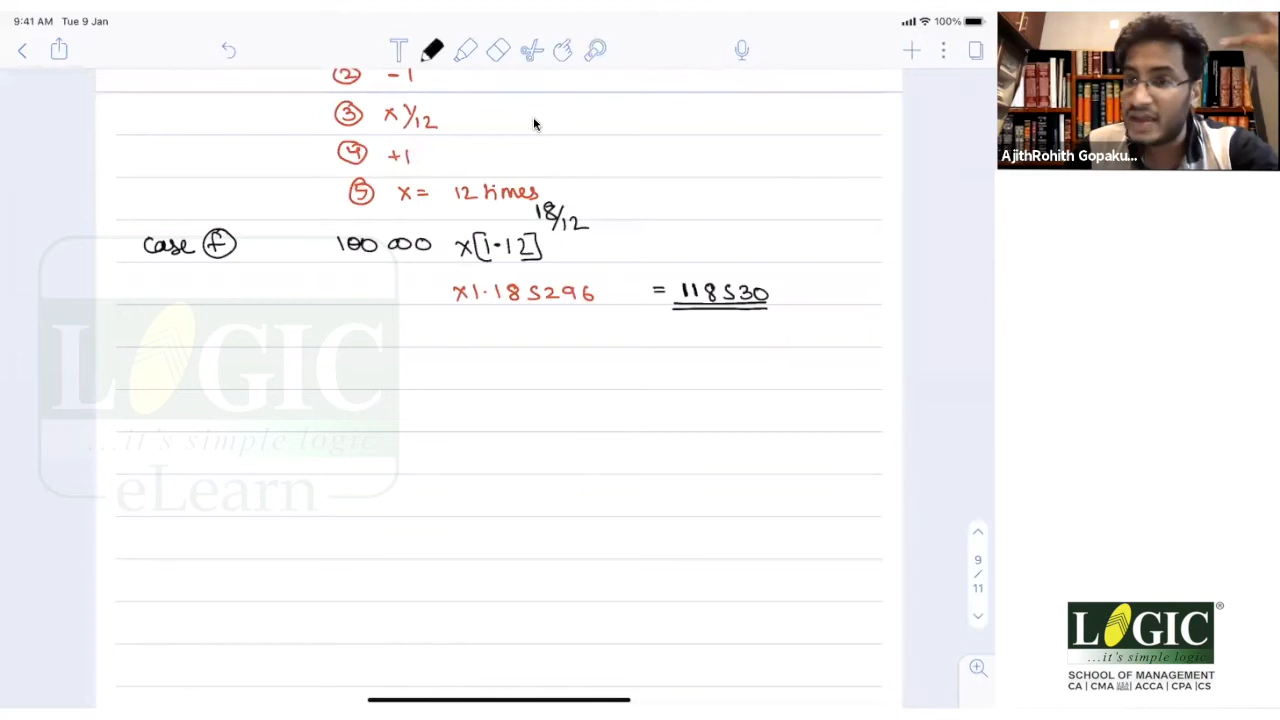 9:41 AM Tue 9 Jan
100%
② -1
③ x 1/12
④ +1
⑤ x = 12 times
case ⓕ 100 000 x[1.12] 18/12
x1.185296 = 118530
LOGIC
...it's simple logic
eLearn
AjithRohith Gopaku...
9
/
11
LOGIC ®
...it's simple logic
SCHOOL OF MANAGEMENT
CA | CMA | ACCA | CPA |CS